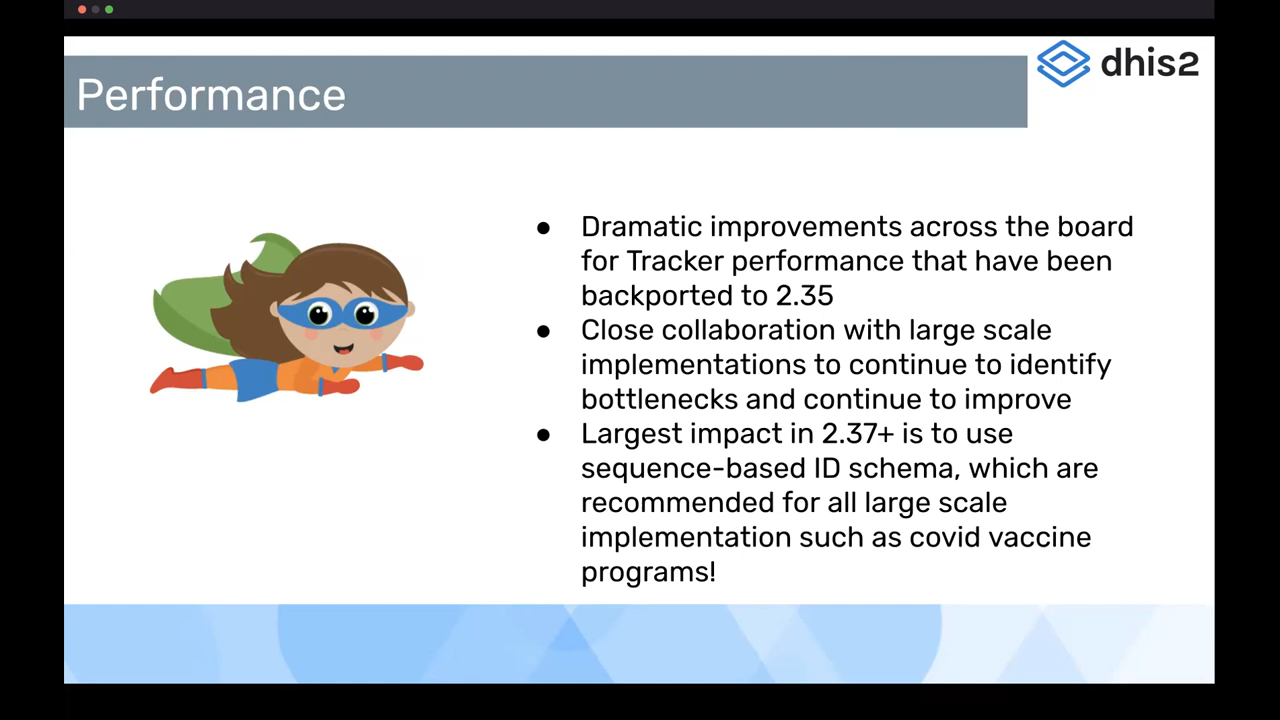 dhis2
Performance
● Dramatic improvements across the board
for Tracker performance that have been
backported to 2.35
● Close collaboration with large scale
implementations to continue to identify
bottlenecks and continue to improve
● Largest impact in 2.37+ is to use
sequence-based ID schema, which are
recommended for all large scale
implementation such as covid vaccine
programs!